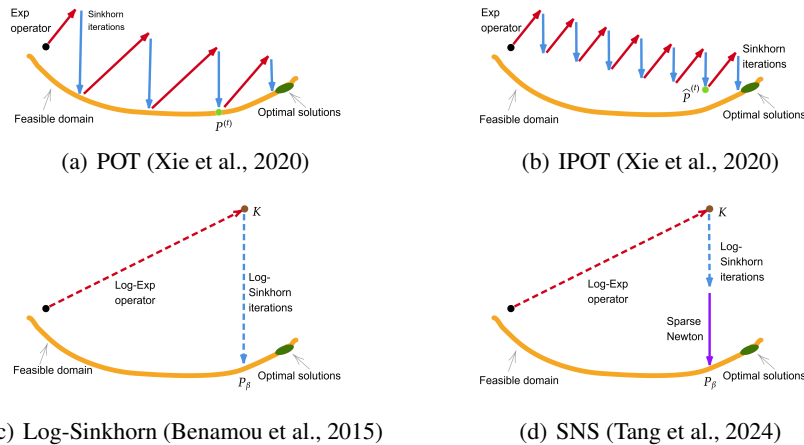 Exp
operator
Sinkhorn
iterations
Feasible domain
P^(t)
Optimal solutions
(a) POT (Xie et al., 2020)
Exp
operator
Sinkhorn
iterations
P̂^(t)
Feasible domain
Optimal solutions
(b) IPOT (Xie et al., 2020)
K
Log-Exp
operator
Log-
Sinkhorn
iterations
Feasible domain
P_β
Optimal solutions
c) Log-Sinkhorn (Benamou et al., 2015)
K
Log-
Sinkhorn
iterations
Log-Exp
operator
Sparse
Newton
Feasible domain
P_β
Optimal solutions
(d) SNS (Tang et al., 2024)